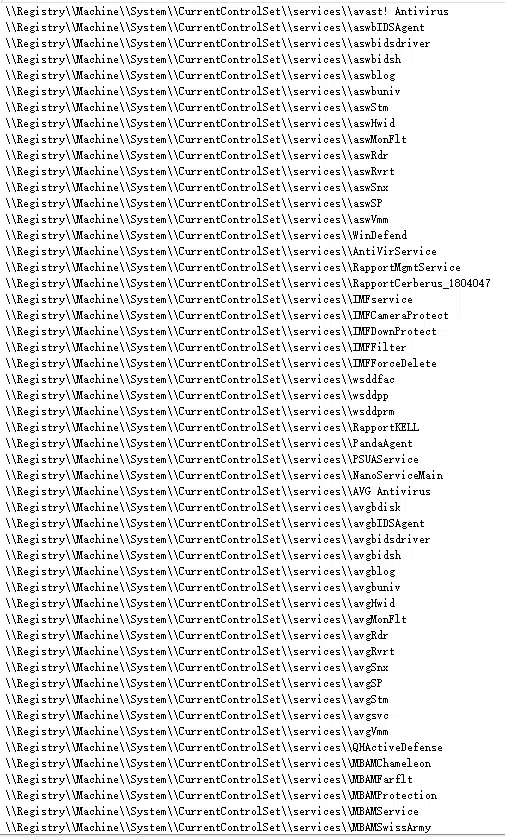 \\Registry\\Machine\\System\\CurrentControlSet\\services\\avast! Antivirus
\\Registry\\Machine\\System\\CurrentControlSet\\services\\aswbIDSAgent
\\Registry\\Machine\\System\\CurrentControlSet\\services\\aswbidsdriver
\\Registry\\Machine\\System\\CurrentControlSet\\services\\aswbidsh
\\Registry\\Machine\\System\\CurrentControlSet\\services\\aswblog
\\Registry\\Machine\\System\\CurrentControlSet\\services\\aswbuniv
\\Registry\\Machine\\System\\CurrentControlSet\\services\\aswStm
\\Registry\\Machine\\System\\CurrentControlSet\\services\\aswHwid
\\Registry\\Machine\\System\\CurrentControlSet\\services\\aswMonFlt
\\Registry\\Machine\\System\\CurrentControlSet\\services\\aswRdr
\\Registry\\Machine\\System\\CurrentControlSet\\services\\aswRvrt
\\Registry\\Machine\\System\\CurrentControlSet\\services\\aswSnx
\\Registry\\Machine\\System\\CurrentControlSet\\services\\aswSP
\\Registry\\Machine\\System\\CurrentControlSet\\services\\aswVmm
\\Registry\\Machine\\System\\CurrentControlSet\\services\\WinDefend
\\Registry\\Machine\\System\\CurrentControlSet\\services\\AntiVirService
\\Registry\\Machine\\System\\CurrentControlSet\\services\\RapportMgmtService
\\Registry\\Machine\\System\\CurrentControlSet\\services\\RapportCerberus_1804047
\\Registry\\Machine\\System\\CurrentControlSet\\services\\IMFservice
\\Registry\\Machine\\System\\CurrentControlSet\\services\\IMFCameraProtect
\\Registry\\Machine\\System\\CurrentControlSet\\services\\IMFDownProtect
\\Registry\\Machine\\System\\CurrentControlSet\\services\\IMFFilter
\\Registry\\Machine\\System\\CurrentControlSet\\services\\IMFForceDelete
\\Registry\\Machine\\System\\CurrentControlSet\\services\\wsddfac
\\Registry\\Machine\\System\\CurrentControlSet\\services\\wsddpp
\\Registry\\Machine\\System\\CurrentControlSet\\services\\wsddprm
\\Registry\\Machine\\System\\CurrentControlSet\\services\\RapportKELL
\\Registry\\Machine\\System\\CurrentControlSet\\services\\PandaAgent
\\Registry\\Machine\\System\\CurrentControlSet\\services\\PSUAService
\\Registry\\Machine\\System\\CurrentControlSet\\services\\NanoServiceMain
\\Registry\\Machine\\System\\CurrentControlSet\\services\\AVG Antivirus
\\Registry\\Machine\\System\\CurrentControlSet\\services\\avgbdisk
\\Registry\\Machine\\System\\CurrentControlSet\\services\\avgbIDSAgent
\\Registry\\Machine\\System\\CurrentControlSet\\services\\avgbidsdriver
\\Registry\\Machine\\System\\CurrentControlSet\\services\\avgbidsh
\\Registry\\Machine\\System\\CurrentControlSet\\services\\avgblog
\\Registry\\Machine\\System\\CurrentControlSet\\services\\avgbuniv
\\Registry\\Machine\\System\\CurrentControlSet\\services\\avgHwid
\\Registry\\Machine\\System\\CurrentControlSet\\services\\avgMonFlt
\\Registry\\Machine\\System\\CurrentControlSet\\services\\avgRdr
\\Registry\\Machine\\System\\CurrentControlSet\\services\\avgRvrt
\\Registry\\Machine\\System\\CurrentControlSet\\services\\avgSnx
\\Registry\\Machine\\System\\CurrentControlSet\\services\\avgSP
\\Registry\\Machine\\System\\CurrentControlSet\\services\\avgStm
\\Registry\\Machine\\System\\CurrentControlSet\\services\\avgsvc
\\Registry\\Machine\\System\\CurrentControlSet\\services\\avgVmm
\\Registry\\Machine\\System\\CurrentControlSet\\services\\QHActiveDefense
\\Registry\\Machine\\System\\CurrentControlSet\\services\\MBAMChameleon
\\Registry\\Machine\\System\\CurrentControlSet\\services\\MBAMFarflt
\\Registry\\Machine\\System\\CurrentControlSet\\services\\MBAMProtection
\\Registry\\Machine\\System\\CurrentControlSet\\services\\MBAMService
\\Registry\\Machine\\System\\CurrentControlSet\\services\\MBAMSwissArmy